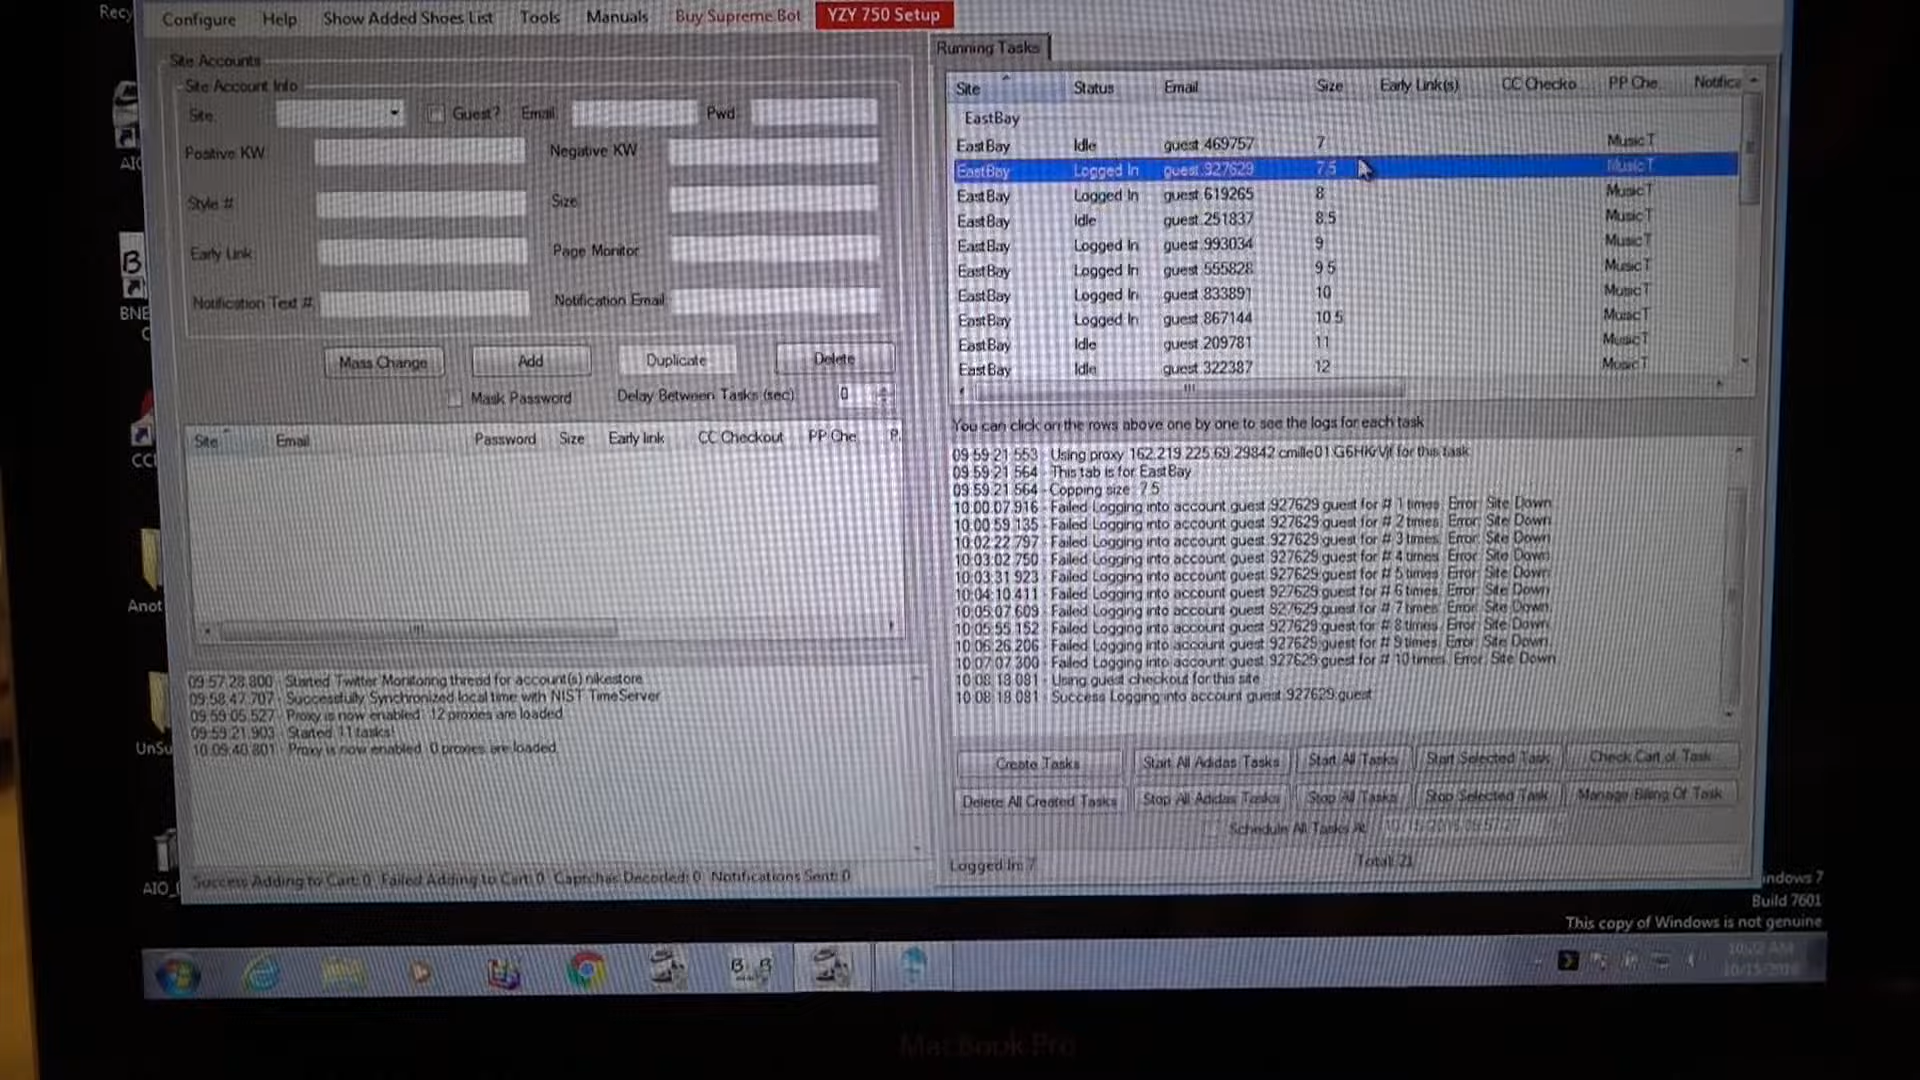 Recy
Configure Help Show Added Shoes List Tools Manuals Buy Supreme Bot YZY 750 Setup
Site Accounts
Site Account Info
Site Guest? Email Pwd
Positive KW Negative KW
Style # Size
Early Link Page Monitor
Notification Text # Notification Email
Mass Change Add Duplicate Delete
Mask Password Delay Between Tasks (sec) 0
Site Email Password Size Early link CC Checkout PP Che P.
09:57:28.800 - Started Twitter Monitoring thread for account(s) nikestore
09:58:47.707 - Successfully Synchronized local time with NIST TimeServer
09:59:05.527 - Proxy is now enabled. 12 proxies are loaded
09:59:21.903 - Started 11 tasks!
10:09:40.801 - Proxy is now enabled. 0 proxies are loaded
Success Adding to Cart: 0 Failed Adding to Cart: 0 Captchas Decoded: 0 Notifications Sent: 0
Running Tasks
Site Status Email Size Early Link(s) CC Checko PP Che Notifica
EastBay
EastBay Idle guest 469757 7 Music T
EastBay Logged In guest 927629 7.5 Music T
EastBay Logged In guest 619265 8 Music T
EastBay Idle guest 251837 8.5 Music T
EastBay Logged In guest 993034 9 Music T
EastBay Logged In guest 555828 9.5 Music T
EastBay Logged In guest 833891 10 Music T
EastBay Logged In guest 867144 10.5 Music T
EastBay Idle guest 209781 11 Music T
EastBay Idle guest 322387 12 Music T
You can click on the rows above one by one to see the logs for each task
09:59:21.553 - Using proxy 162.219.225.69:29842:cmille01 for this task
09:59:21.564 - This tab is for EastBay
09:59:21.564 - Copping size : 7.5
10:00:07.916 - Failed Logging into account guest 927629:guest for # 1 times. Error: Site Down.
10:00:59.135 - Failed Logging into account guest 927629:guest for # 2 times. Error: Site Down.
10:02:22.797 - Failed Logging into account guest 927629:guest for # 3 times. Error: Site Down.
10:03:02.750 - Failed Logging into account guest 927629:guest for # 4 times. Error: Site Down.
10:03:31.923 - Failed Logging into account guest 927629:guest for # 5 times. Error: Site Down.
10:04:10.411 - Failed Logging into account guest 927629:guest for # 6 times. Error: Site Down.
10:05:07.609 - Failed Logging into account guest 927629:guest for # 7 times. Error: Site Down.
10:05:55.152 - Failed Logging into account guest 927629:guest for # 8 times. Error: Site Down.
10:06:26.206 - Failed Logging into account guest 927629:guest for # 9 times. Error: Site Down.
10:07:07.300 - Failed Logging into account guest 927629:guest for # 10 times. Error: Site Down.
10:08:18.081 - Using guest checkout for this site
10:08:18.081 - Success Logging into account guest 927629:guest
Create Tasks Start All Adidas Tasks Start All Tasks Start Selected Task Check Cart of Task
Delete All Created Tasks Stop All Adidas Tasks Stop All Tasks Stop Selected Task Manage Billing Of Task
Schedule All Tasks At
Logged In: 7 Total: 21
AIO
BNE
CCl
Anot
UnSu
AIO_
indows 7
Build 7601
This copy of Windows is not genuine
MacBook Pro